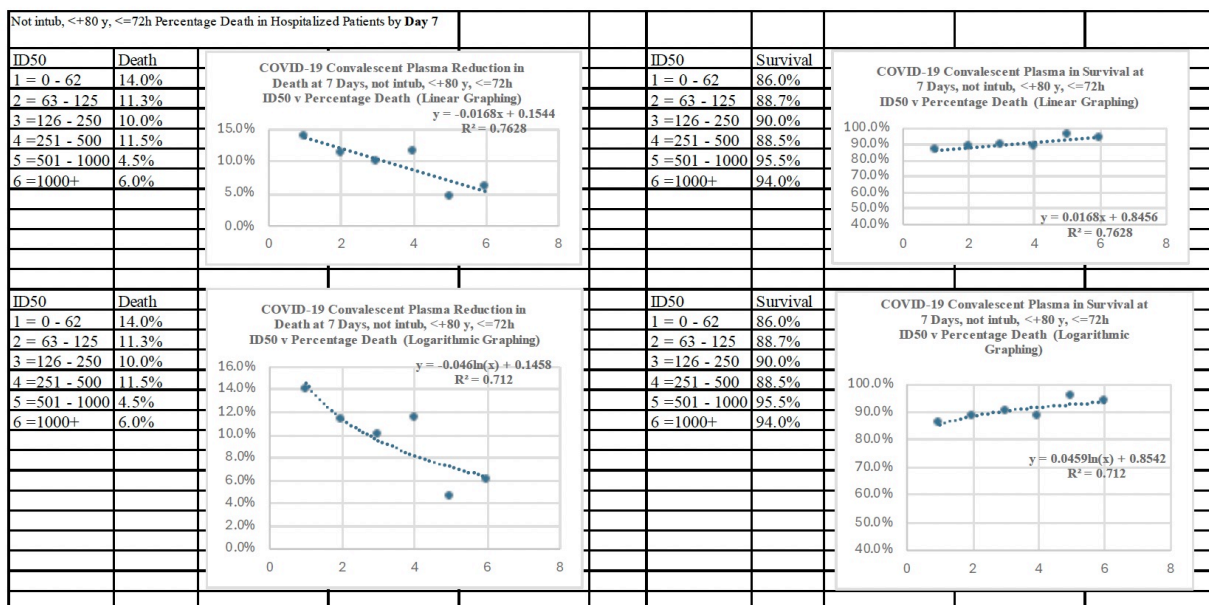 Not intub, <+80 y, <=72h Percentage Death in Hospitalized Patients by Day 7
ID50 Death
1 = 0 - 62 14.0%
2 = 63 - 125 11.3%
3 =126 - 250 10.0%
4 =251 - 500 11.5%
5 =501 - 1000 4.5%
6 =1000+ 6.0%
COVID-19 Convalescent Plasma Reduction in
Death at 7 Days, not intub, <+80 y, <=72h
ID50 v Percentage Death (Linear Graphing)
y = -0.0168x + 0.1544
R² = 0.7628
15.0%
10.0%
5.0%
0.0%
0 2 4 6 8
ID50 Survival
1 = 0 - 62 86.0%
2 = 63 - 125 88.7%
3 =126 - 250 90.0%
4 =251 - 500 88.5%
5 =501 - 1000 95.5%
6 =1000+ 94.0%
COVID-19 Convalescent Plasma in Survival at
7 Days, not intub, <+80 y, <=72h
ID50 v Percentage Death (Linear Graphing)
100.0%
90.0%
80.0%
70.0%
60.0%
50.0%
40.0%
y = 0.0168x + 0.8456
R² = 0.7628
0 2 4 6 8
ID50 Death
1 = 0 - 62 14.0%
2 = 63 - 125 11.3%
3 =126 - 250 10.0%
4 =251 - 500 11.5%
5 =501 - 1000 4.5%
6 =1000+ 6.0%
COVID-19 Convalescent Plasma Reduction in
Death at 7 Days, not intub, <+80 y, <=72h
ID50 v Percentage Death (Logarithmic Graphing)
y = -0.046ln(x) + 0.1458
R² = 0.712
16.0%
14.0%
12.0%
10.0%
8.0%
6.0%
4.0%
2.0%
0.0%
0 2 4 6 8
ID50 Survival
1 = 0 - 62 86.0%
2 = 63 - 125 88.7%
3 =126 - 250 90.0%
4 =251 - 500 88.5%
5 =501 - 1000 95.5%
6 =1000+ 94.0%
COVID-19 Convalescent Plasma in Survival at
7 Days, not intub, <+80 y, <=72h
ID50 v Percentage Death (Logarithmic
Graphing)
100.0%
90.0%
80.0%
70.0%
60.0%
50.0%
40.0%
y = 0.0459ln(x) + 0.8542
R² = 0.712
0 2 4 6 8